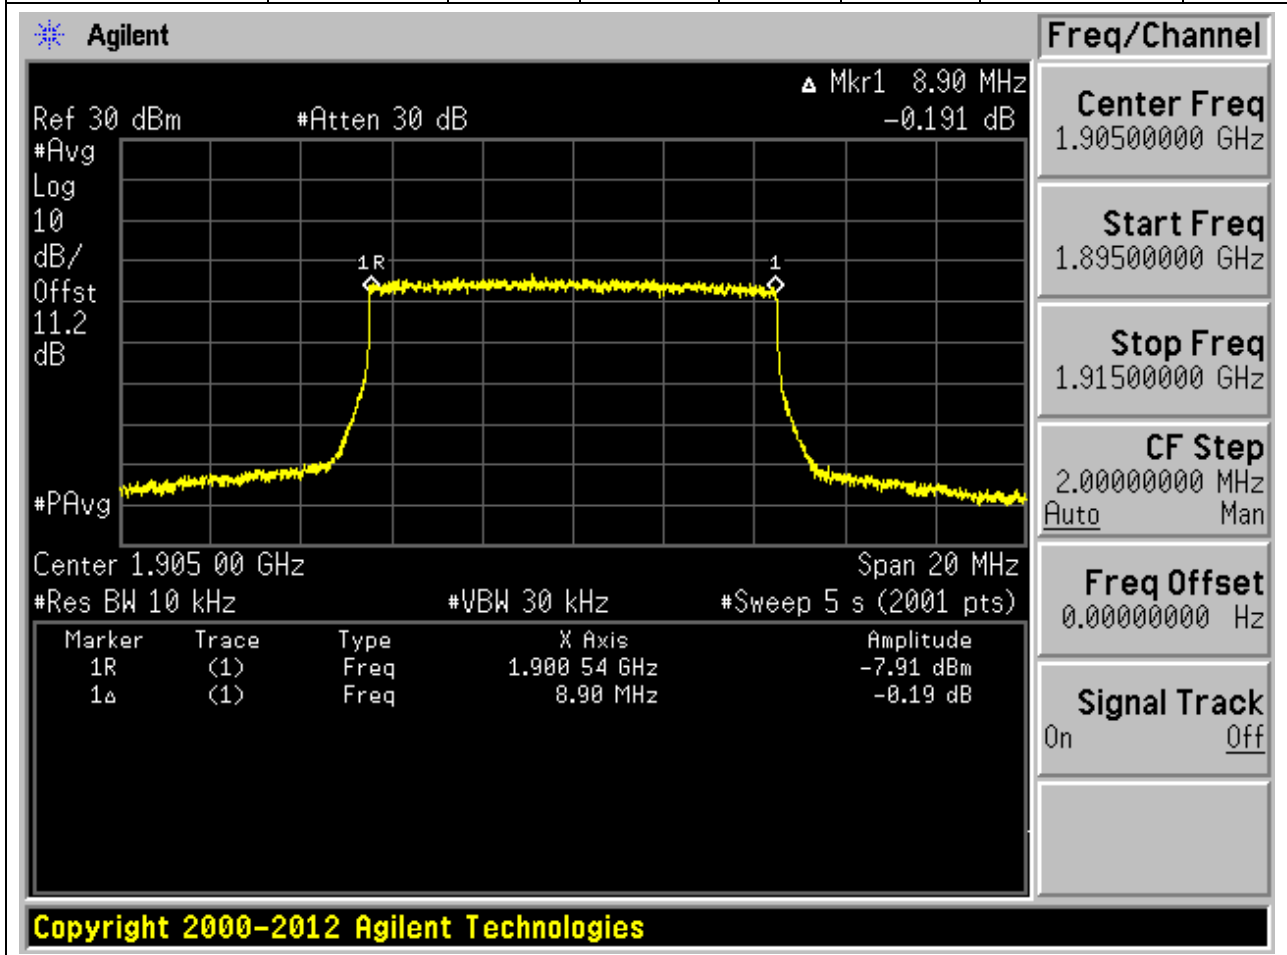 Agilent
Freq/Channel
▵ Mkr1 8.90 MHz
Ref 30 dBm #Atten 30 dB -0.191 dB
#Avg
Log
10
dB/
Offst
11.2
dB
1R 1
#PAvg
Center 1.905 00 GHz Span 20 MHz
#Res BW 10 kHz #VBW 30 kHz #Sweep 5 s (2001 pts)
Marker Trace Type X Axis Amplitude
1R (1) Freq 1.900 54 GHz -7.91 dBm
1▵ (1) Freq 8.90 MHz -0.19 dB
Center Freq
1.90500000 GHz
Start Freq
1.89500000 GHz
Stop Freq
1.91500000 GHz
CF Step
2.00000000 MHz
Auto Man
Freq Offset
0.00000000 Hz
Signal Track
On Off
Copyright 2000-2012 Agilent Technologies